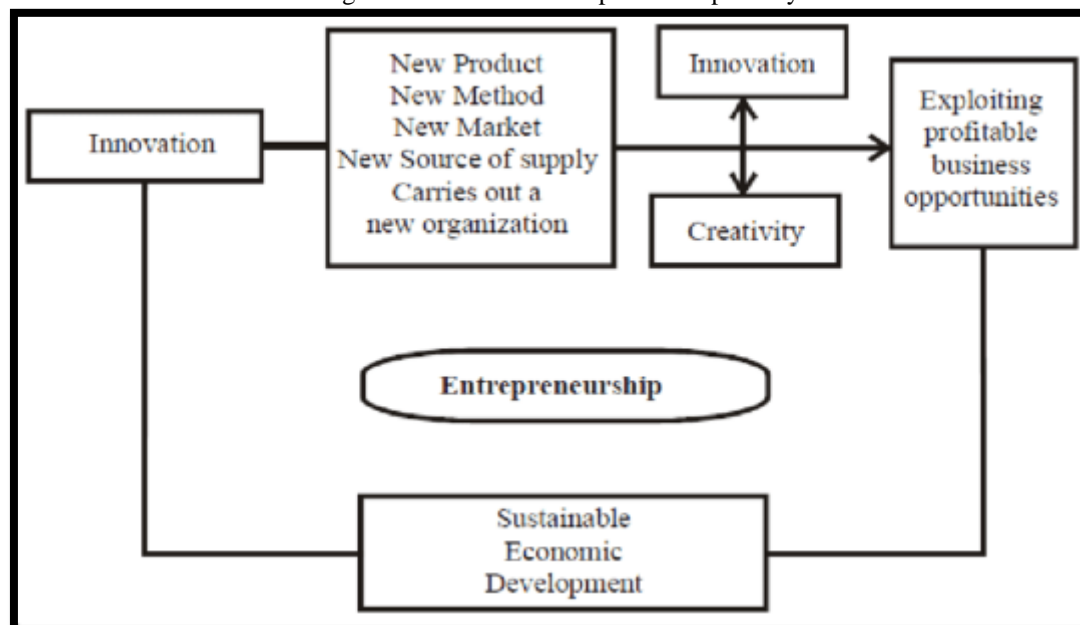 Innovation
New Product
New Method
New Market
New Source of supply
Carries out a
new organization
Innovation
Creativity
Exploiting
profitable
business
opportunities
Entrepreneurship
Sustainable
Economic
Development